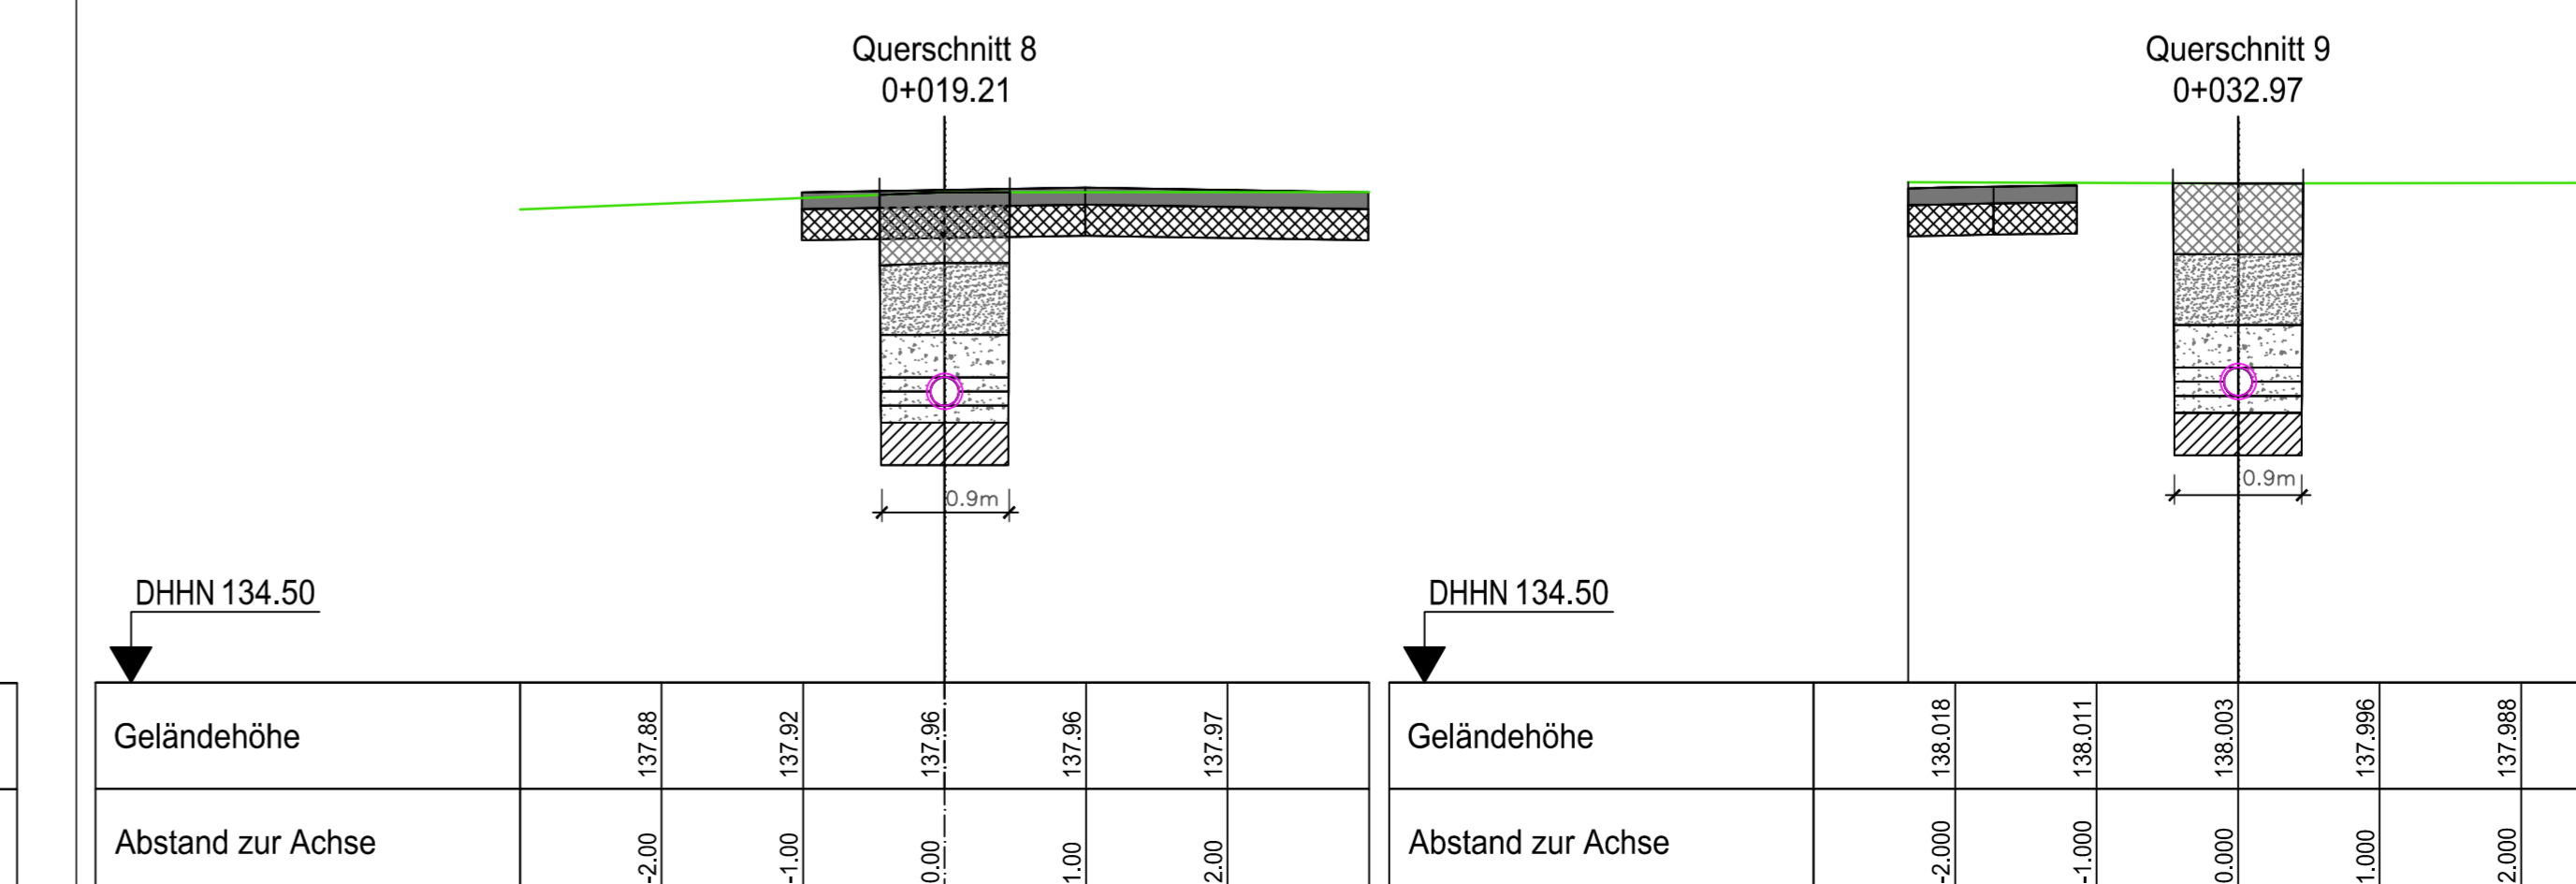 Querschnitt 8
0+019.21
0.9m
DHHN 134.50
Geländehöhe
137.88
137.92
137.96
137.96
137.97
Abstand zur Achse
-2.00
-1.00
0.00
1.00
2.00
Querschnitt 9
0+032.97
0.9m
DHHN 134.50
Geländehöhe
138.018
138.011
138.003
137.996
137.988
Abstand zur Achse
-2.000
-1.000
0.000
1.000
2.000